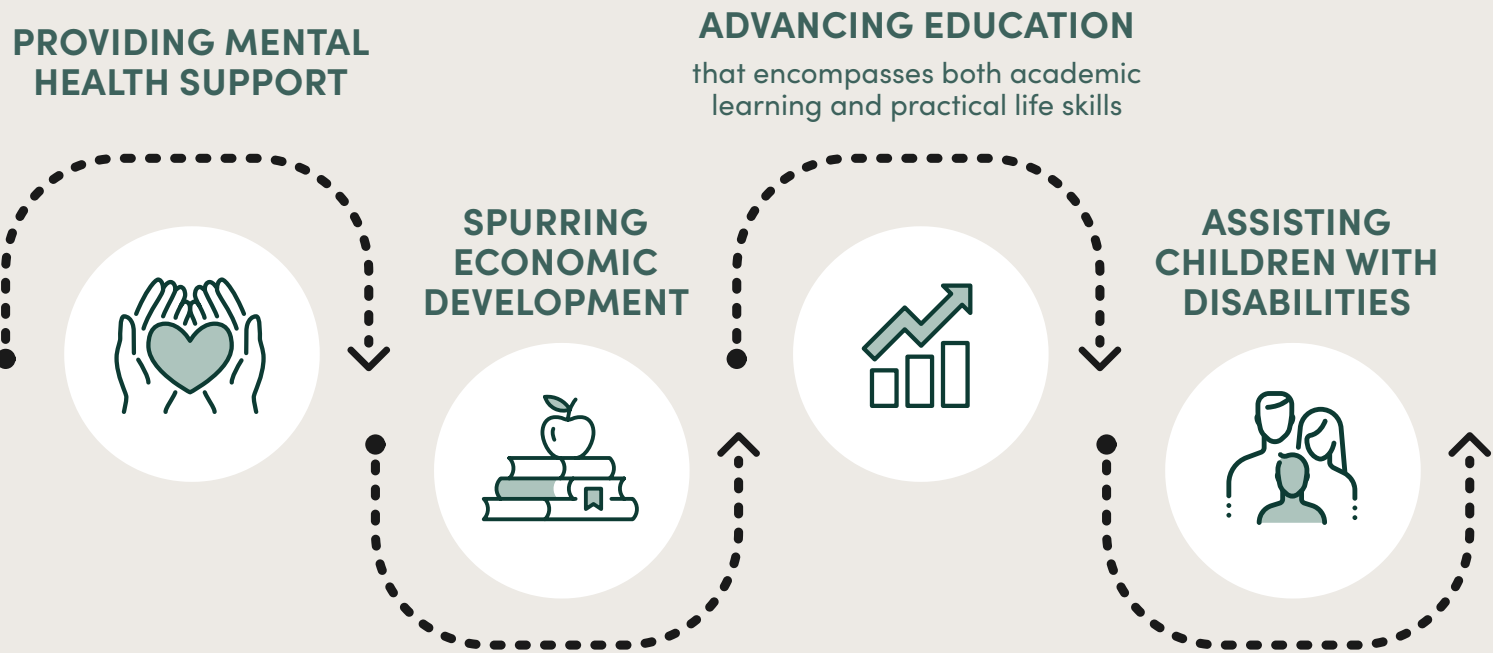 PROVIDING MENTAL
HEALTH SUPPORT
SPURRING
ECONOMIC
DEVELOPMENT
ADVANCING EDUCATION
that encompasses both academic
learning and practical life skills
ASSISTING
CHILDREN WITH
DISABILITIES